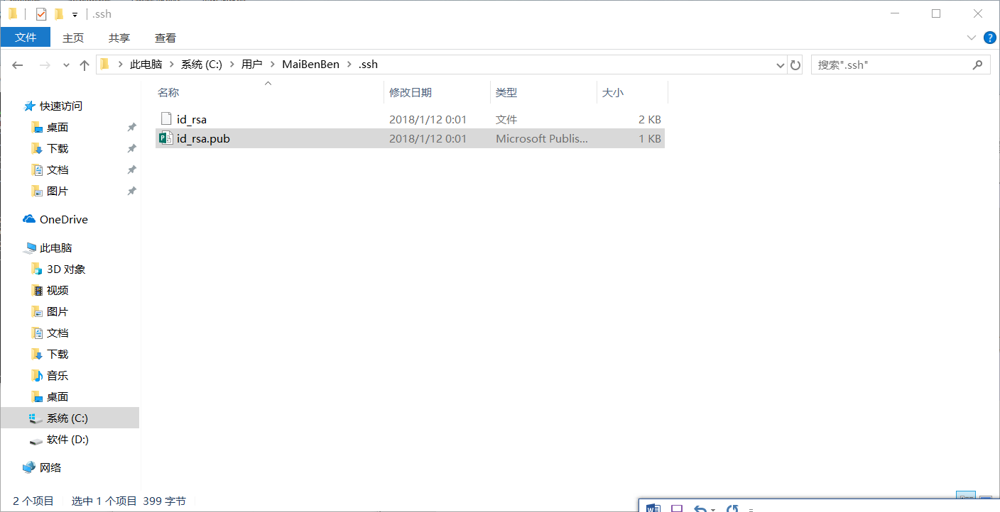 .ssh
文件 主页 共享 查看
此电脑 系统 (C:) 用户 MaiBenBen .ssh 搜索".ssh"
名称 修改日期 类型 大小
id_rsa 2018/1/12 0:01 文件 2 KB
id_rsa.pub 2018/1/12 0:01 Microsoft Publis... 1 KB
快速访问
桌面
下载
文档
图片
OneDrive
此电脑
3D 对象
视频
图片
文档
下载
音乐
桌面
系统 (C:)
软件 (D:)
网络
2 个项目 选中 1 个项目 399 字节